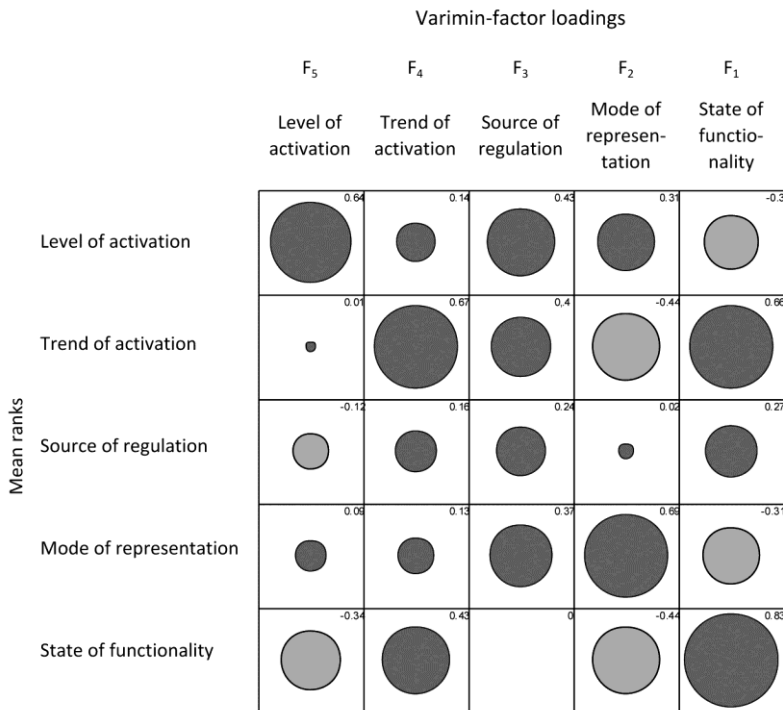 Varimin-factor loadings
F5 F4 F3 F2 F1
Level of activation Trend of activation Source of regulation Mode of represen-tation State of functio-nality
0.64 0.14 0.43 0.31 -0.3
Level of activation
0.01 0.67 0,4 -0.44 0.66
Trend of activation
-0.12 0.16 0.24 0.02 0.27
Source of regulation
0.09 0.13 0.37 0.69 -0.31
Mode of representation
-0.34 0.43 0 -0.44 0.83
State of functionality
Mean ranks